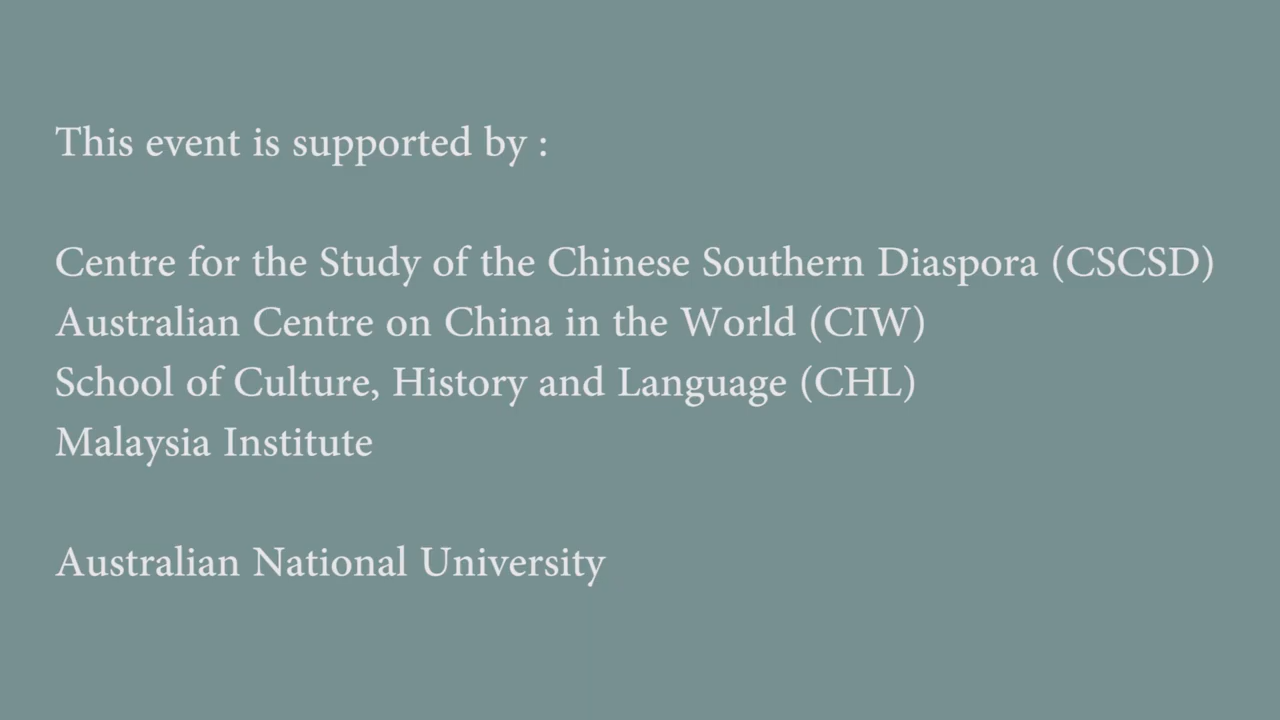 This event is supported by :
Centre for the Study of the Chinese Southern Diaspora (CSCSD)
Australian Centre on China in the World (CIW)
School of Culture, History and Language (CHL)
Malaysia Institute
Australian National University